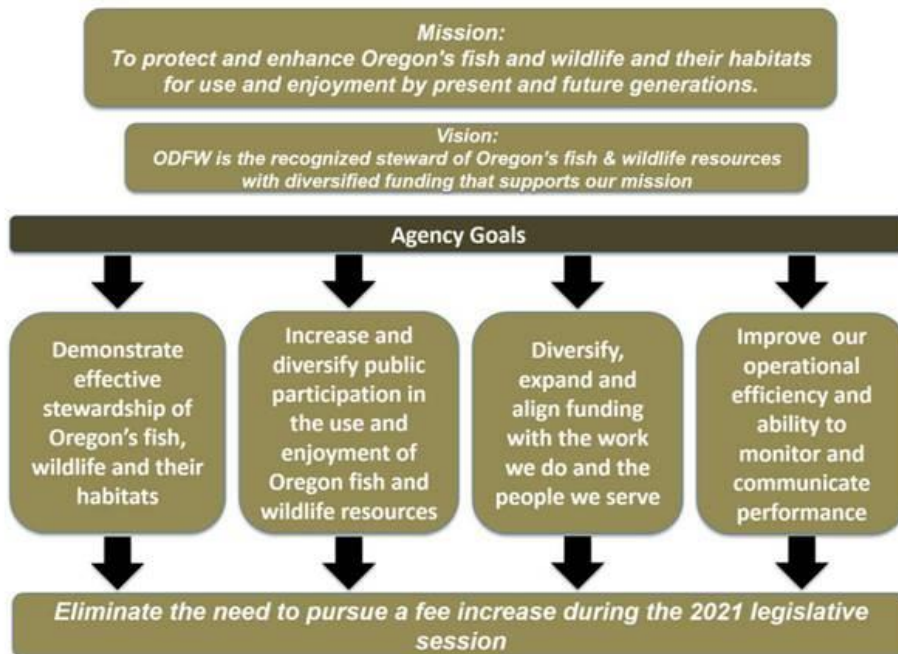 Mission:
To protect and enhance Oregon's fish and wildlife and their habitats
for use and enjoyment by present and future generations.
Vision:
ODFW is the recognized steward of Oregon's fish & wildlife resources
with diversified funding that supports our mission
Agency Goals
Demonstrate
effective
stewardship of
Oregon's fish,
wildlife and their
habitats
Increase and
diversify public
participation in
the use and
enjoyment of
Oregon fish and
wildlife resources
Diversify,
expand and
align funding
with the work
we do and the
people we serve
Improve our
operational
efficiency and
ability to
monitor and
communicate
performance
Eliminate the need to pursue a fee increase during the 2021 legislative
session